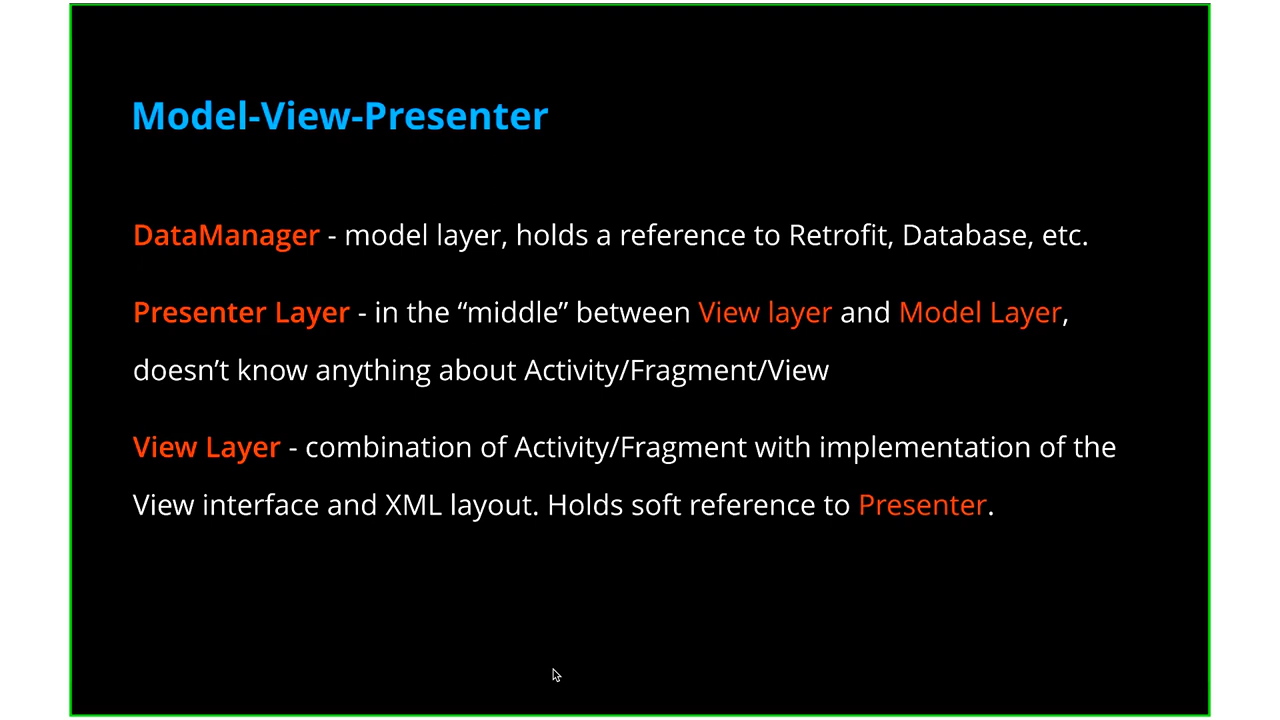 Model-View-Presenter
DataManager - model layer, holds a reference to Retrofit, Database, etc.
Presenter Layer - in the “middle” between View layer and Model Layer,
doesn’t know anything about Activity/Fragment/View
View Layer - combination of Activity/Fragment with implementation of the
View interface and XML layout. Holds soft reference to Presenter.